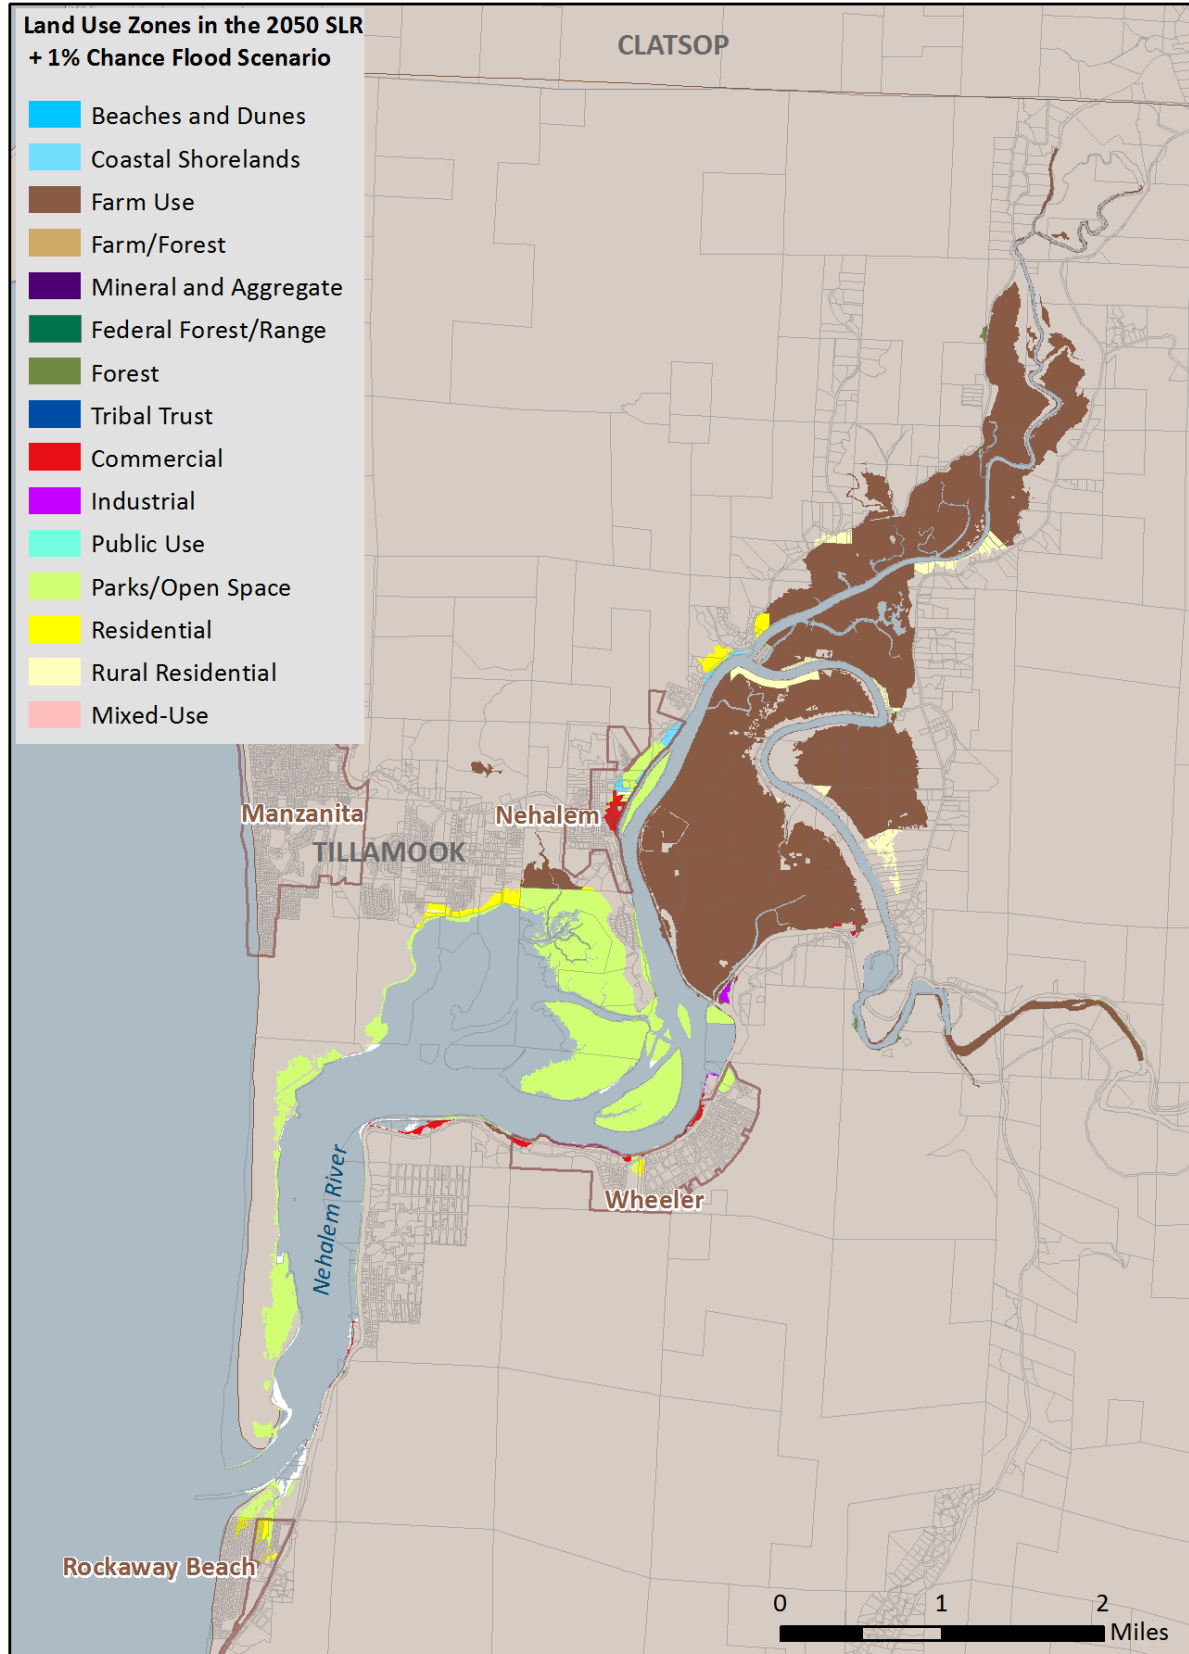 Land Use Zones in the 2050 SLR
+ 1% Chance Flood Scenario
Beaches and Dunes
Coastal Shorelands
Farm Use
Farm/Forest
Mineral and Aggregate
Federal Forest/Range
Forest
Tribal Trust
Commercial
Industrial
Public Use
Parks/Open Space
Residential
Rural Residential
Mixed-Use
CLATSOP
Manzanita
Nehalem
TILLAMOOK
Nehalem River
Wheeler
Rockaway Beach
0 1 2
Miles